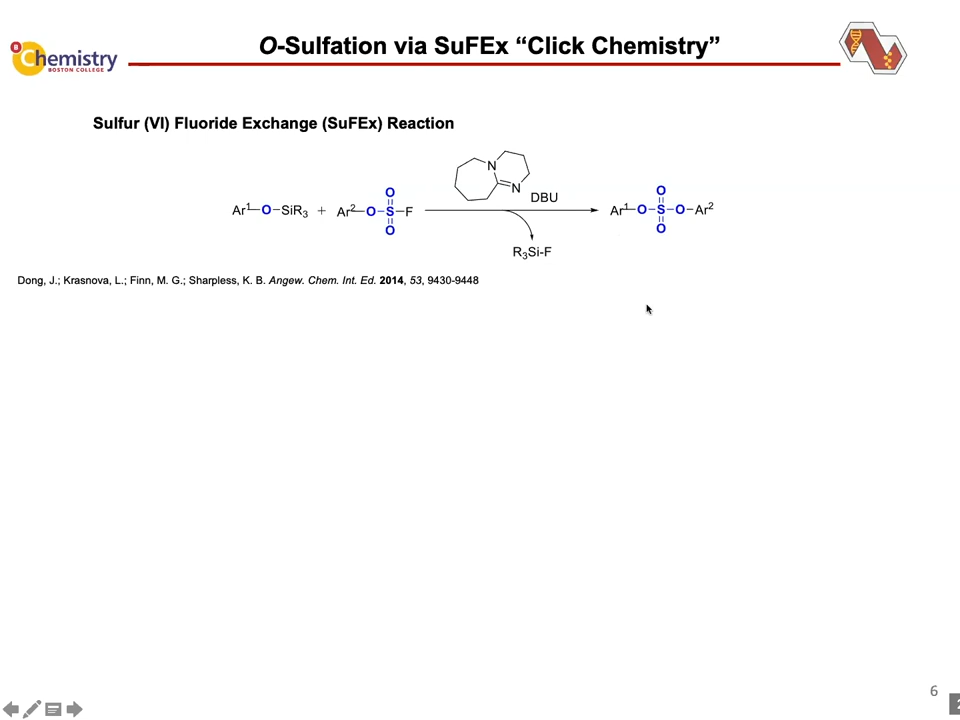 O-Sulfation via SuFEx “Click Chemistry”
B
Chemistry
BOSTON COLLEGE
Sulfur (VI) Fluoride Exchange (SuFEx) Reaction
N
N
DBU
O
O
Ar1-O-SiR3 + Ar2-O-S-F
Ar1-O-S-O-Ar2
O
O
R3Si-F
Dong, J.; Krasnova, L.; Finn, M. G.; Sharpless, K. B. Angew. Chem. Int. Ed. 2014, 53, 9430-9448
6